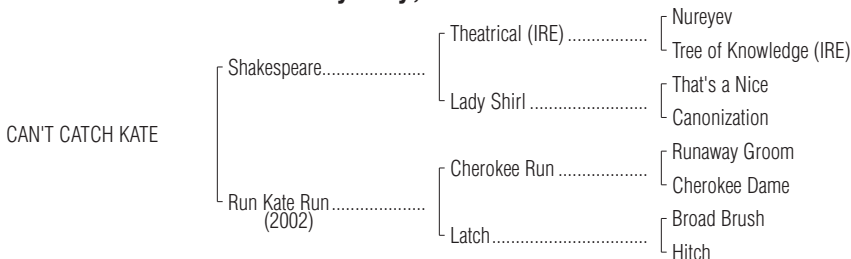 Nureyev
Theatrical (IRE) .................
Tree of Knowledge (IRE)
Shakespeare......................
That's a Nice
Lady Shirl .........................
Canonization
CAN'T CATCH KATE
Runaway Groom
Cherokee Run ...................
Cherokee Dame
Run Kate Run....................
(2002)
Broad Brush
Latch.................................
Hitch